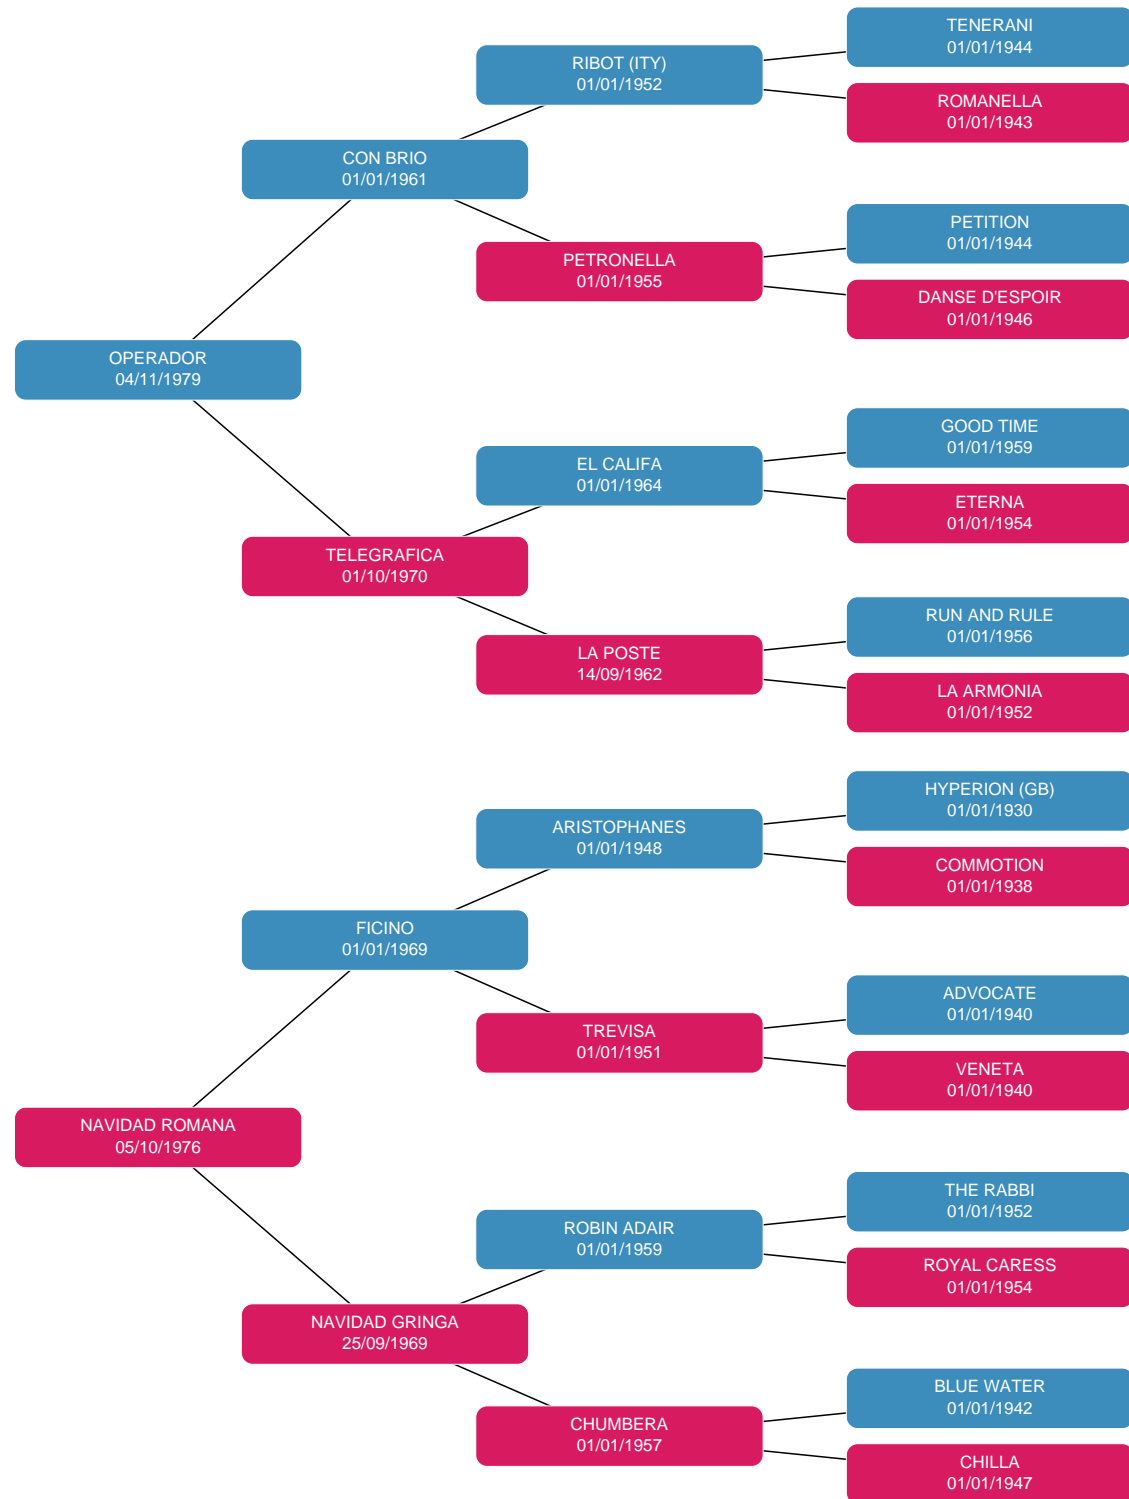 TENERANI
01/01/1944
RIBOT (ITY)
01/01/1952
ROMANELLA
01/01/1943
CON BRIO
01/01/1961
PETITION
01/01/1944
PETRONELLA
01/01/1955
DANSE D'ESPOIR
01/01/1946
OPERADOR
04/11/1979
GOOD TIME
01/01/1959
EL CALIFA
01/01/1964
ETERNA
01/01/1954
TELEGRAFICA
01/10/1970
RUN AND RULE
01/01/1956
LA POSTE
14/09/1962
LA ARMONIA
01/01/1952
HYPERION (GB)
01/01/1930
ARISTOPHANES
01/01/1948
COMMOTION
01/01/1938
FICINO
01/01/1969
ADVOCATE
01/01/1940
TREVISA
01/01/1951
VENETA
01/01/1940
NAVIDAD ROMANA
05/10/1976
THE RABBI
01/01/1952
ROBIN ADAIR
01/01/1959
ROYAL CARESS
01/01/1954
NAVIDAD GRINGA
25/09/1969
BLUE WATER
01/01/1942
CHUMBERA
01/01/1957
CHILLA
01/01/1947